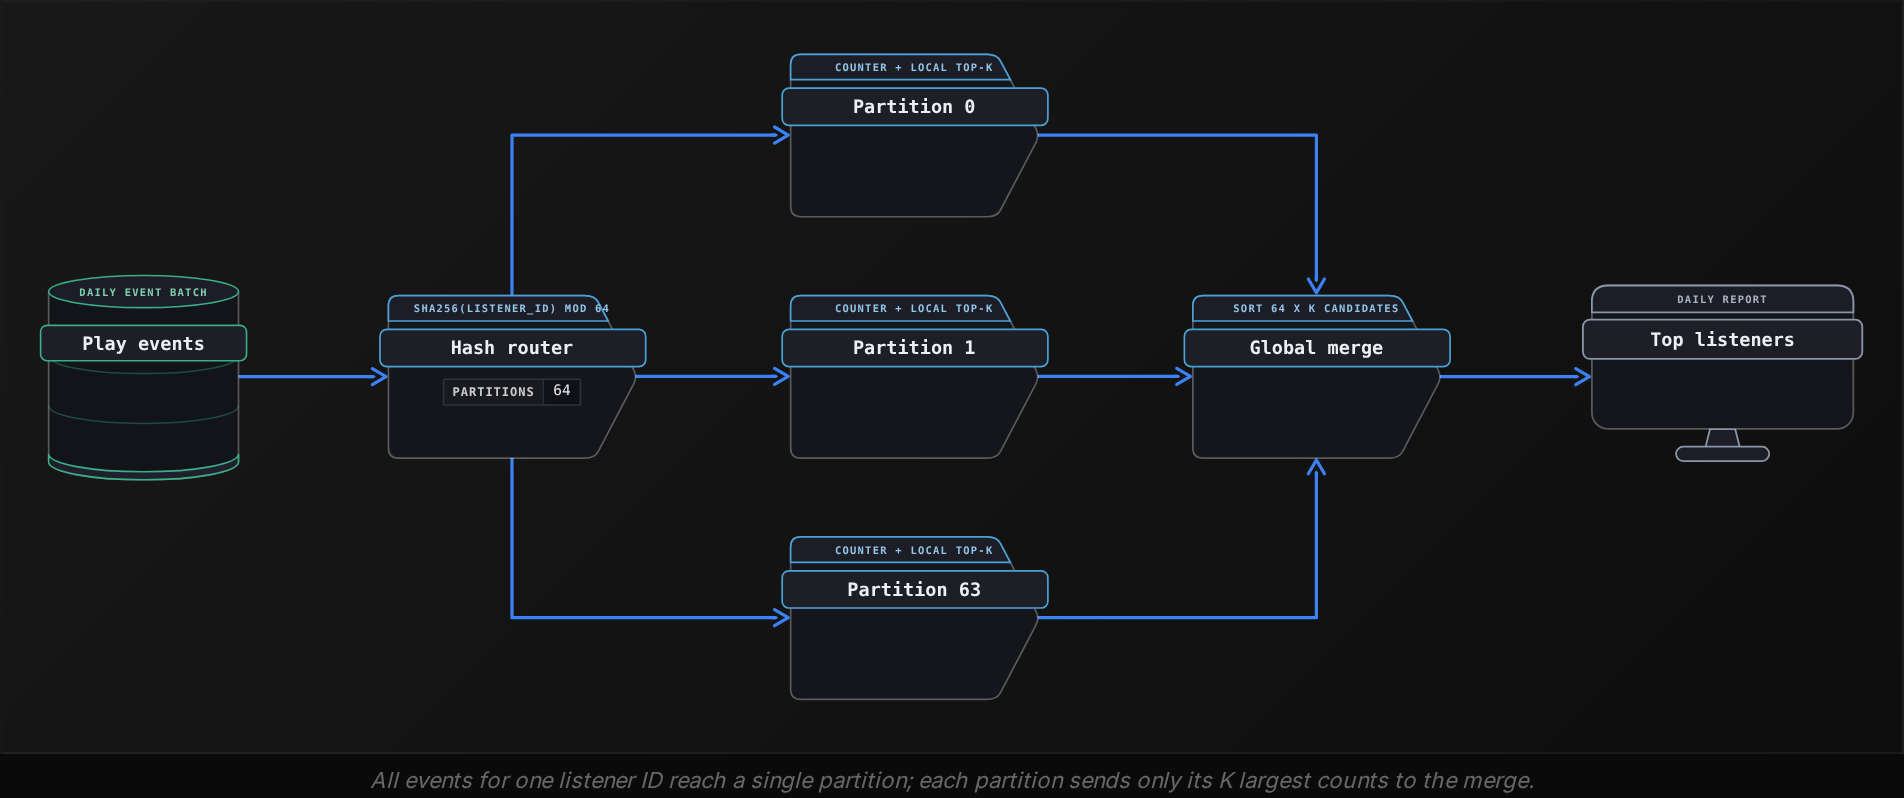 COUNTER + LOCAL TOP-K
Partition 0
DAILY EVENT BATCH
Play events
SHA256(LISTENER_ID) MOD 64
Hash router
PARTITIONS 64
COUNTER + LOCAL TOP-K
Partition 1
SORT 64 X K CANDIDATES
Global merge
DAILY REPORT
Top listeners
COUNTER + LOCAL TOP-K
Partition 63
All events for one listener ID reach a single partition; each partition sends only its K largest counts to the merge.